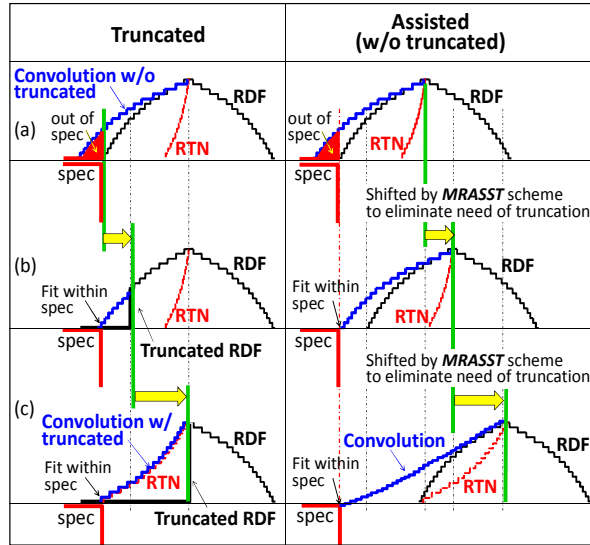 Truncated
Assisted
(w/o truncated)
(a)
Convolution w/o
truncated
RDF
out of
spec
RTN
spec
RDF
out of
spec
RTN
spec
Shifted by MRASST scheme
to eliminate need of truncation
(b)
RDF
Fit within
spec
RTN
spec
Truncated RDF
RDF
Fit within
spec
RTN
spec
Shifted by MRASST scheme
to eliminate need of truncation
(c)
Convolution w/
truncated
RDF
Fit within
spec
RTN
spec
Truncated RDF
Convolution
RDF
Fit within
spec
RTN
spec